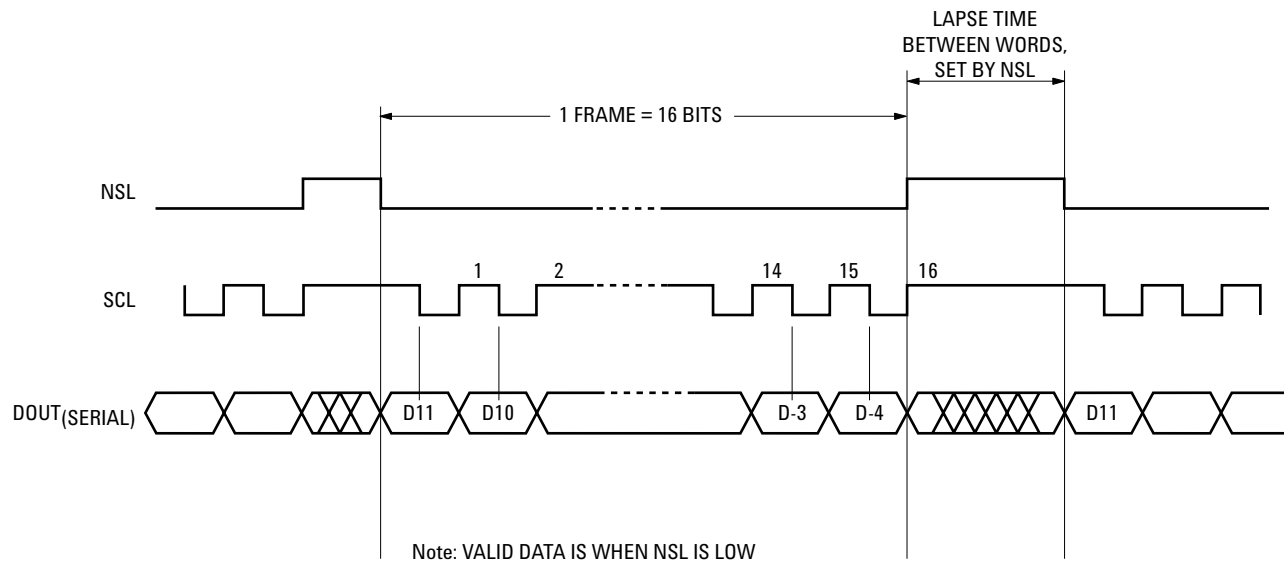 LAPSE TIME
BETWEEN WORDS,
SET BY NSL
1 FRAME = 16 BITS
NSL
1 2 14 15 16
SCL
DOUT(SERIAL) D11 D10 D-3 D-4 D11
Note: VALID DATA IS WHEN NSL IS LOW